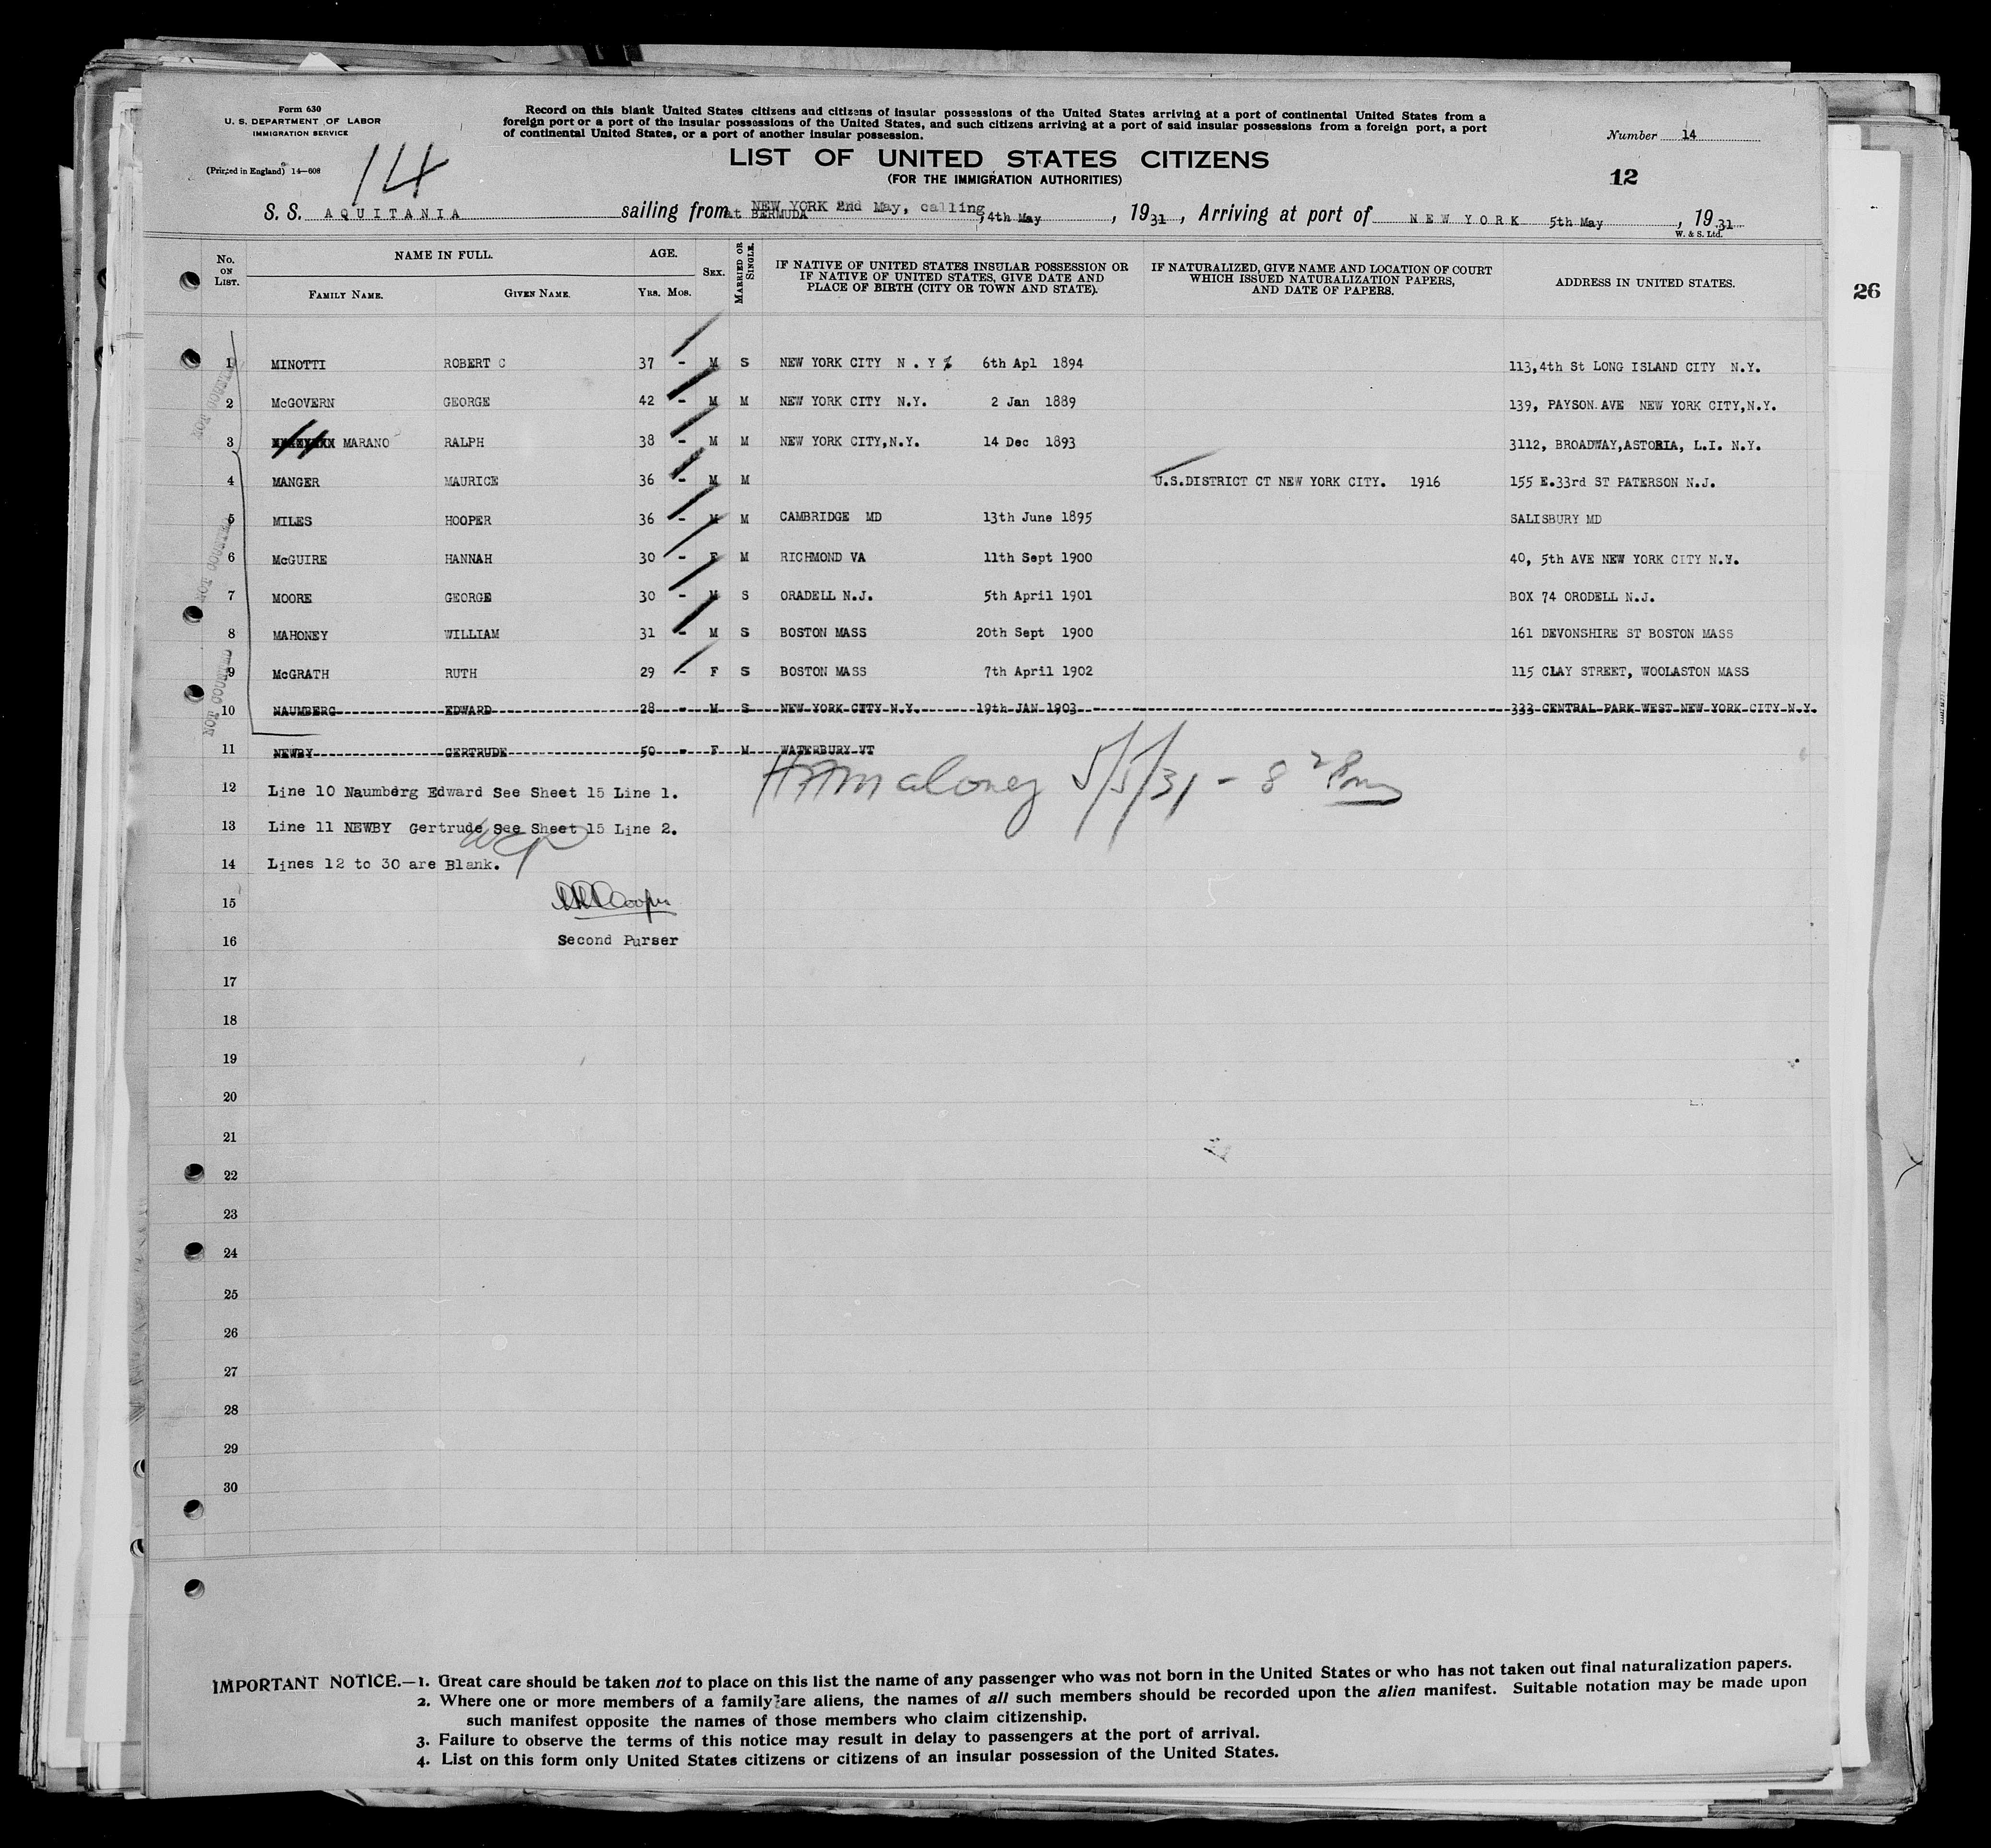 Form 630
U. S. DEPARTMENT OF LABOR
IMMIGRATION SERVICE
(Printed in England) 14—608
14
Record on this blank United States citizens and citizens of insular possessions of the United States arriving at a port of continental United States from a
foreign port or a port of the insular possessions of the United States, and such citizens arriving at a port of said insular possessions from a foreign port, a port
of continental United States, or a port of another insular possession.
Number 14
LIST OF UNITED STATES CITIZENS
(FOR THE IMMIGRATION AUTHORITIES)
12
S. S. AQUITANIA sailing from NEW YORK 2nd May, calling at BERMUDA, 4th May, 1931, Arriving at port of NEW YORK 5th May, 1931
W. & S. Ltd.
26
No. ON LIST. NAME IN FULL. FAMILY NAME. GIVEN NAME. AGE. YRS. MOS. SEX. MARRIED OR SINGLE. IF NATIVE OF UNITED STATES INSULAR POSSESSION OR IF NATIVE OF UNITED STATES, GIVE DATE AND PLACE OF BIRTH (CITY OR TOWN AND STATE). IF NATURALIZED, GIVE NAME AND LOCATION OF COURT WHICH ISSUED NATURALIZATION PAPERS, AND DATE OF PAPERS. ADDRESS IN UNITED STATES.
1 MINOTTI ROBERT C 37 - M S NEW YORK CITY N . Y 6th Apl 1894 113,4th St LONG ISLAND CITY N.Y.
2 McGOVERN GEORGE 42 - M M NEW YORK CITY N.Y. 2 Jan 1889 139, PAYSON.AVE NEW YORK CITY,N.Y.
3 MARANO RALPH 38 - M M NEW YORK CITY,N.Y. 14 Dec 1893 3112, BROADWAY,ASTORIA, L.I. N.Y.
4 MANGER MAURICE 36 - M M U.S.DISTRICT CT NEW YORK CITY. 1916 155 E.33rd ST PATERSON N.J.
5 MILES HOOPER 36 - M M CAMBRIDGE MD 13th June 1895 SALISBURY MD
6 McGUIRE HANNAH 30 - F M RICHMOND VA 11th Sept 1900 40, 5th AVE NEW YORK CITY N.Y.
7 MOORE GEORGE 30 - M S ORADELL N.J. 5th April 1901 BOX 74 ORODELL N.J.
8 MAHONEY WILLIAM 31 - M S BOSTON MASS 20th Sept 1900 161 DEVONSHIRE ST BOSTON MASS
9 McGRATH RUTH 29 - F S BOSTON MASS 7th April 1902 115 CLAY STREET, WOOLASTON MASS
10 NAUMBERG EDWARD 28 - M S NEW YORK CITY N.Y. 19th JAN 1903 333 CENTRAL PARK WEST NEW YORK CITY N.Y.
11 NEWBY GERTRUDE 50 - F M WATERBURY VT
NOT COUNTED
NOT COUNTED
NOT COUNTED
Maloney 5/5/31 - 8
12 Line 10 Naumberg Edward See Sheet 15 Line 1.
13 Line 11 NEWBY Gertrude See Sheet 15 Line 2.
14 Lines 12 to 30 are Blank.
15 Cooper
16 Second Purser
17
18
19
20
21
22
23
24
25
26
27
28
29
30
IMPORTANT NOTICE.—1. Great care should be taken not to place on this list the name of any passenger who was not born in the United States or who has not taken out final naturalization papers.
2. Where one or more members of a family are aliens, the names of all such members should be recorded upon the alien manifest. Suitable notation may be made upon
such manifest opposite the names of those members who claim citizenship.
3. Failure to observe the terms of this notice may result in delay to passengers at the port of arrival.
4. List on this form only United States citizens or citizens of an insular possession of the United States.